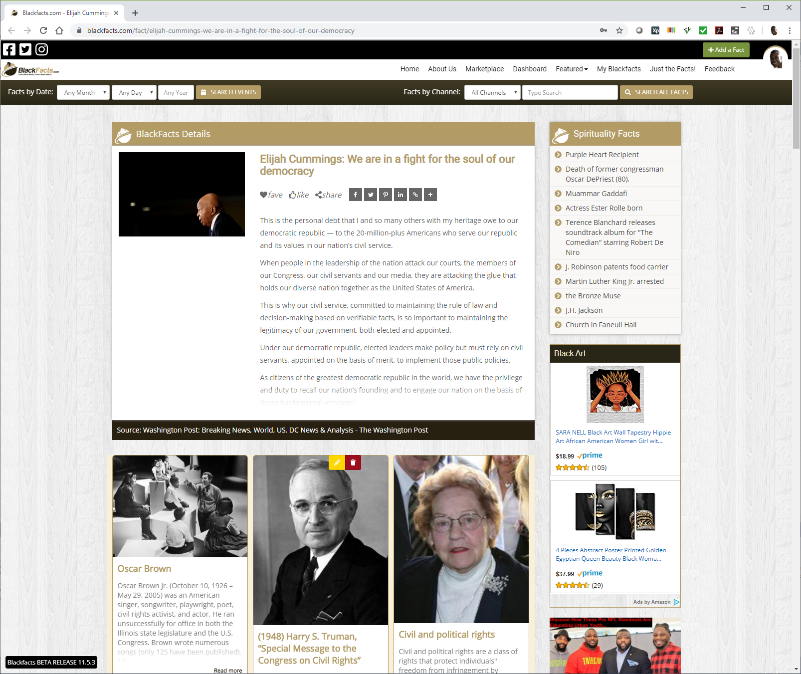 Blackfacts.com - Elijah Cummings
blackfacts.com/fact/elijah-cummings-we-are-in-a-fight-for-the-soul-of-our-democracy
Add a Fact
BlackFacts.com
Home About Us Marketplace Dashboard Featured My Blackfacts Just the Facts! Feedback
Facts by Date: Any Month Any Day Any Year SEARCH EVENTS Facts by Channel: All Channels Type Search SEARCH ALL FACTS
BlackFacts Details
Elijah Cummings: We are in a fight for the soul of our
democracy
fave like share
This is the personal debt that I and so many others with my heritage owe to our
democratic republic — to the 20-million-plus Americans who serve our republic
and its values in our nation's civil service.
When people in the leadership of the nation attack our courts, the members of
our Congress, our civil servants and our media, they are attacking the glue that
holds our diverse nation together as the United States of America.
This is why our civil service, committed to maintaining the rule of law and
decision-making based on verifiable facts, is so important to maintaining the
legitimacy of our government, both elected and appointed.
Under our democratic republic, elected leaders make policy but must rely on civil
servants, appointed on the basis of merit, to implement those public policies.
As citizens of the greatest democratic republic in the world, we have the privilege
and duty to recall our nation's founding and to engage our nation on the basis of
Source: Washington Post: Breaking News, World, US, DC News & Analysis - The Washington Post
Spirituality Facts
Purple Heart Recipient
Death of former congressman
Oscar DePriest (80).
Muammar Gaddafi
Actress Ester Rolle born
Terence Blanchard releases
soundtrack album for "The
Comedian" starring Robert De
Niro
J. Robinson patents food carrier
Martin Luther King Jr. arrested
the Bronze Muse
J.H. Jackson
Church in Faneuil Hall
Black Art
SARA NELL Black Art Wall Tapestry Hippie
Art African American Women Girl wit...
$18.99 prime
(105)
4 Pieces Abstract Poster Printed Golden
Egyptian Queen Beauty Black Woma...
$37.99 prime
(29)
Ads by Amazon
Oscar Brown
Oscar Brown Jr. (October 10, 1926 –
May 29, 2005) was an American
singer, songwriter, playwright, poet,
civil rights activist, and actor. He ran
unsuccessfully for office in both the
Illinois state legislature and the U.S.
Congress. Brown wrote numerous
songs (only 125 have been published),
Read more
(1948) Harry S. Truman,
"Special Message to the
Congress on Civil Rights"
Civil and political rights
Civil and political rights are a class of
rights that protect individuals'
freedom from infringement by
Blackfacts BETA RELEASE 11.5.3